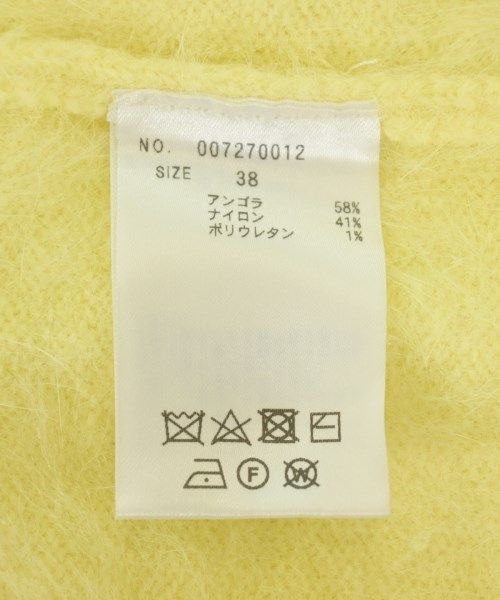 NO. 007270012
SIZE 38
アンゴラ 58%
ナイロン 41%
ポリウレタン 1%
F W